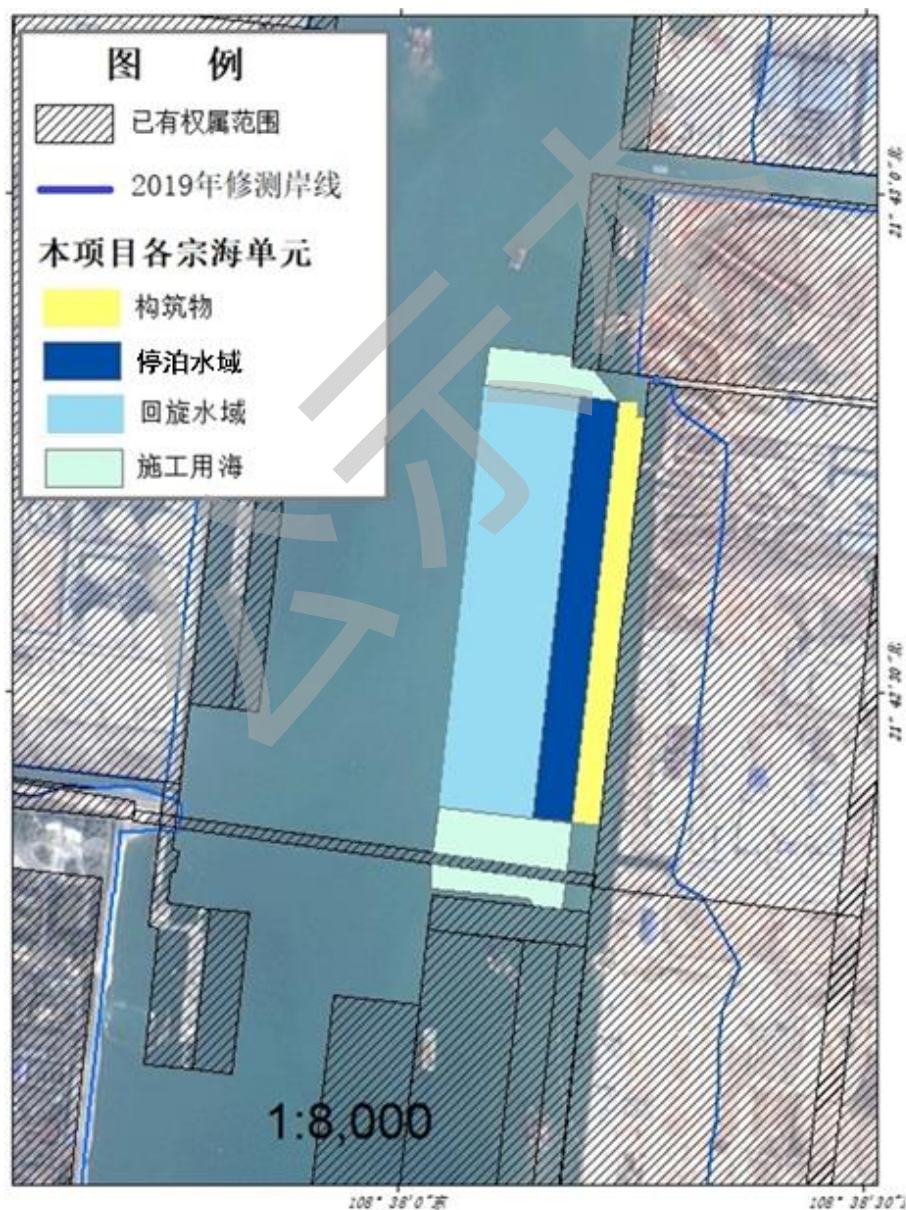 图 例
已有权属范围
2019年修测岸线
本项目各宗海单元
构筑物
停泊水域
回旋水域
施工用海
公示本
21° 43′0″北
21° 42′30″北
1:8,000
108° 38′0″东
108° 38′30″东